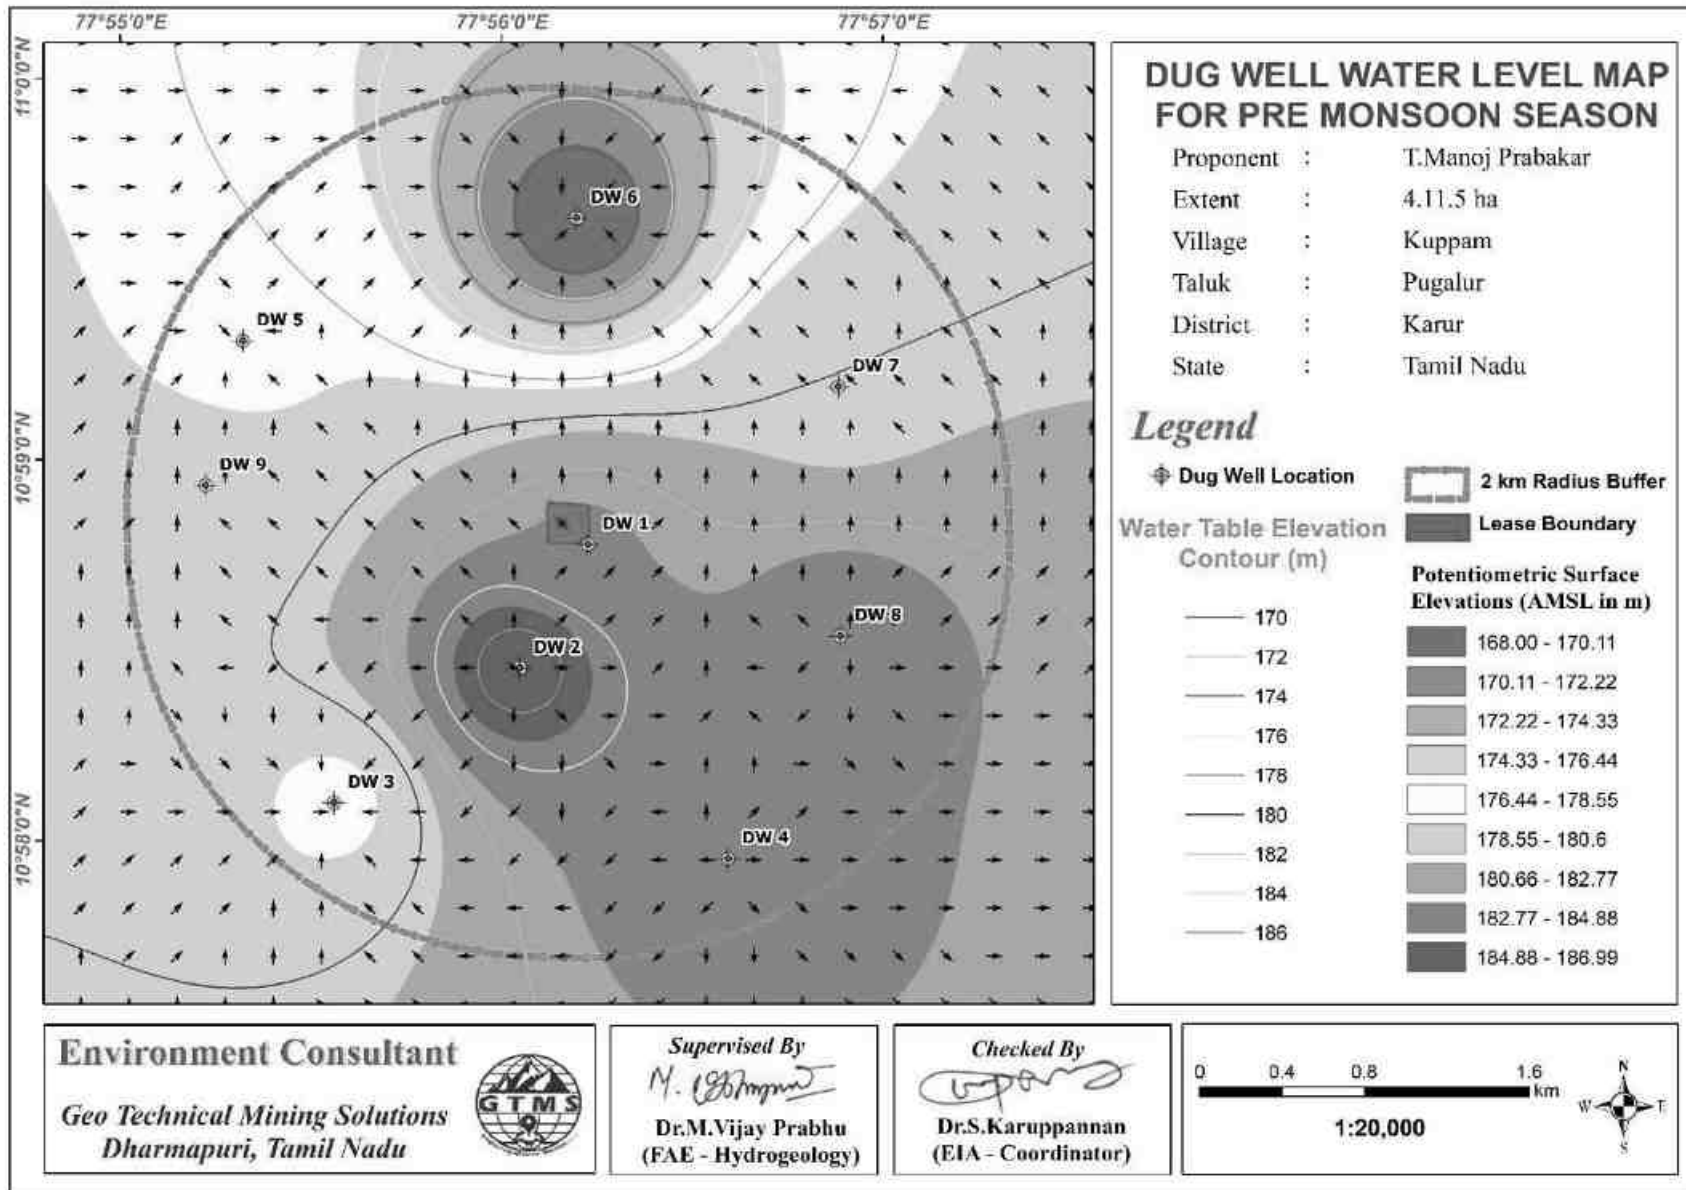 77°55'0"E
77°56'0"E
77°57'0"E
11°0'0"N
10°59'0"N
10°58'0"N
DW 6
DW 5
DW 7
DW 9
DW 1
DW 8
DW 2
DW 3
DW 4
DUG WELL WATER LEVEL MAP
FOR PRE MONSOON SEASON
Proponent : T.Manoj Prabakar
Extent : 4.11.5 ha
Village : Kuppam
Taluk : Pugalur
District : Karur
State : Tamil Nadu
Legend
Dug Well Location
2 km Radius Buffer
Lease Boundary
Water Table Elevation
Contour (m)
170
172
174
176
178
180
182
184
186
Potentiometric Surface
Elevations (AMSL in m)
168.00 - 170.11
170.11 - 172.22
172.22 - 174.33
174.33 - 176.44
176.44 - 178.55
178.55 - 180.6
180.66 - 182.77
182.77 - 184.88
184.88 - 186.99
Environment Consultant
Geo Technical Mining Solutions
Dharmapuri, Tamil Nadu
GTMS
Supervised By
Dr.M.Vijay Prabhu
(FAE - Hydrogeology)
Checked By
Dr.S.Karuppannan
(EIA - Coordinator)
0 0.4 0.8 1.6
km
1:20,000
N
W
S